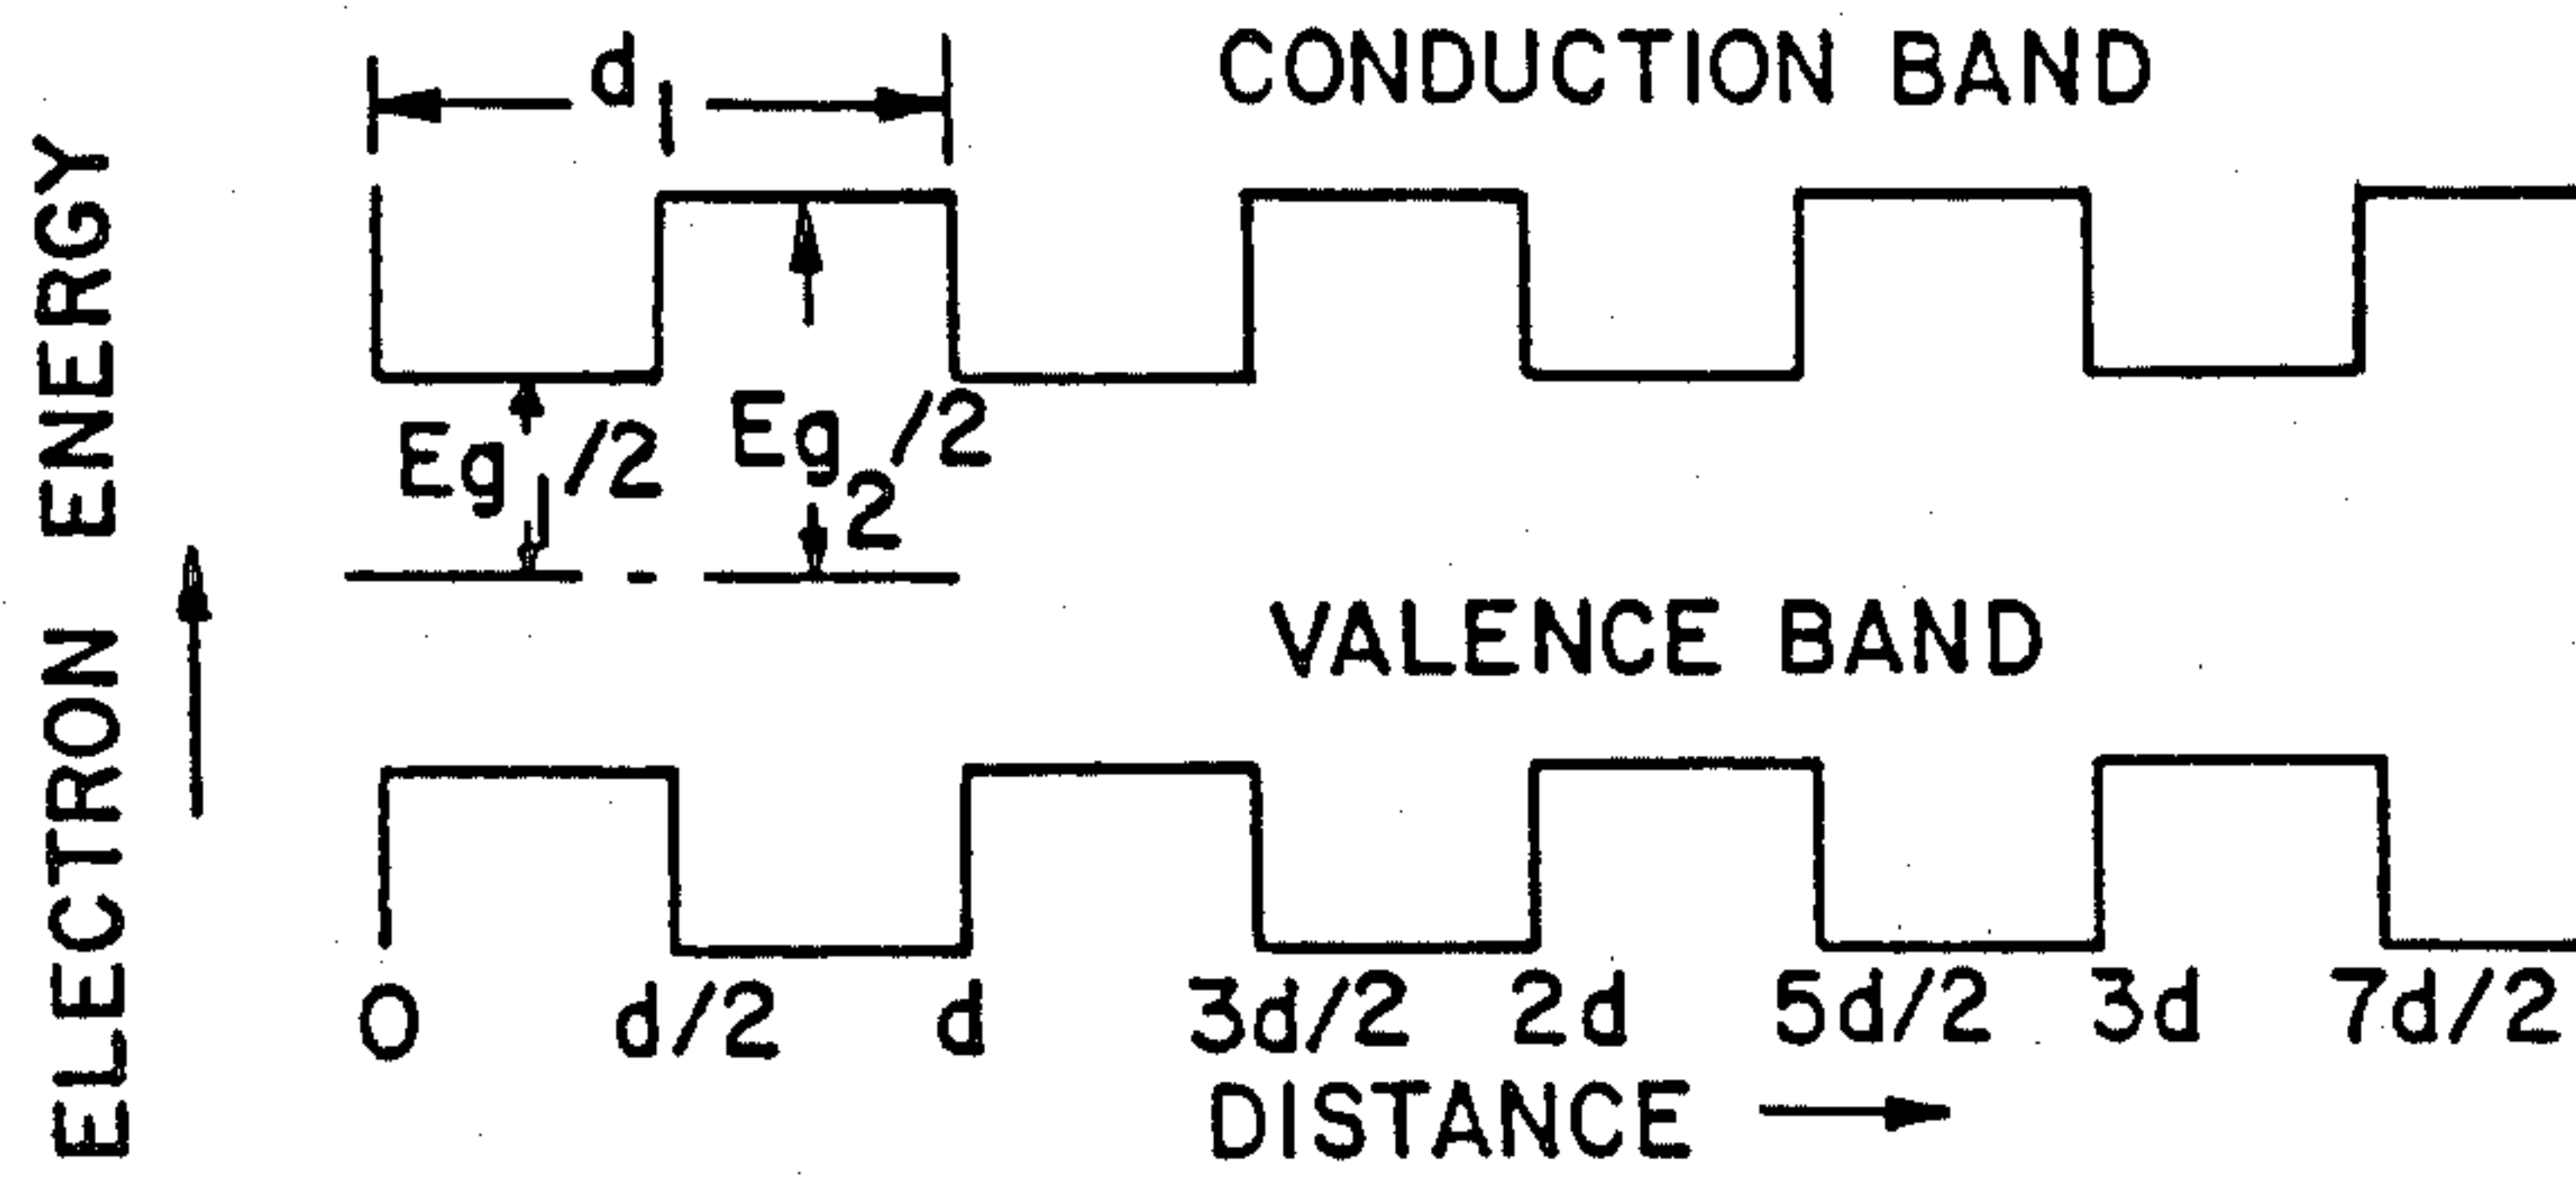 d₁
CONDUCTION BAND
ELECTRON ENERGY
Eg₁/2
Eg₂/2
VALENCE BAND
0 d/2 d 3d/2 2d 5d/2 3d 7d/2
DISTANCE